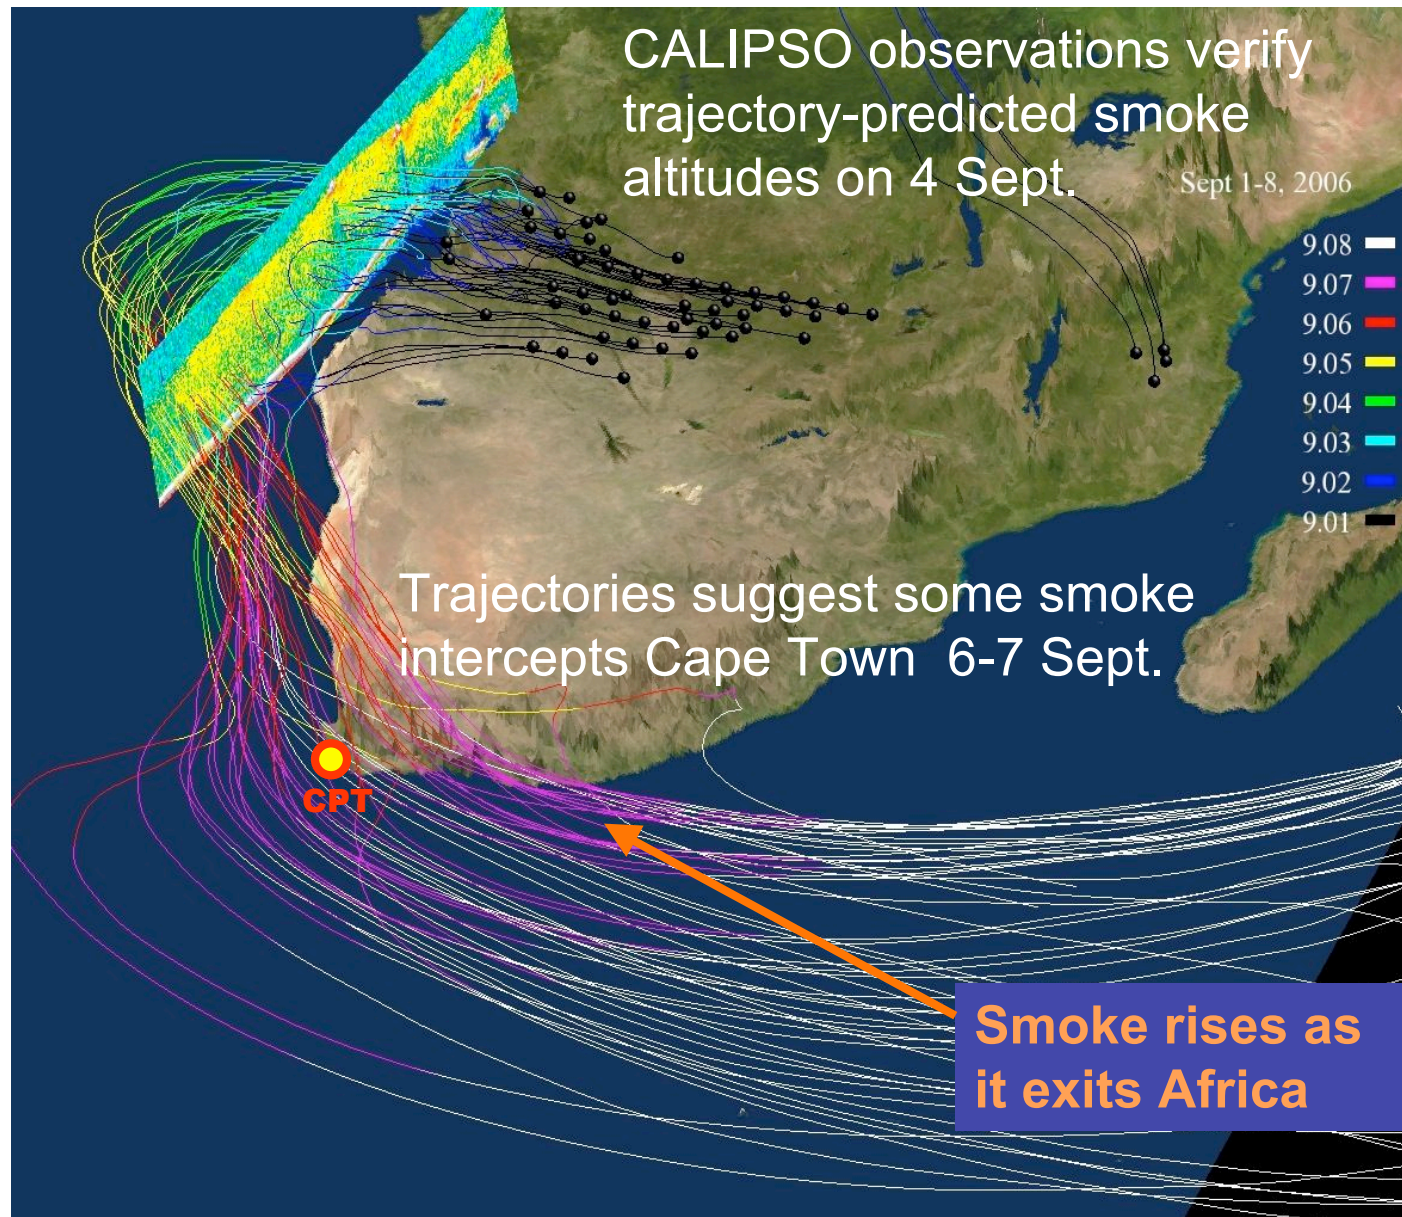 CALIPSO observations verify
trajectory-predicted smoke
altitudes on 4 Sept.
Sept 1-8, 2006
9.08
9.07
9.06
9.05
9.04
9.03
9.02
9.01
Trajectories suggest some smoke
intercepts Cape Town 6-7 Sept.
CPT
Smoke rises as
it exits Africa